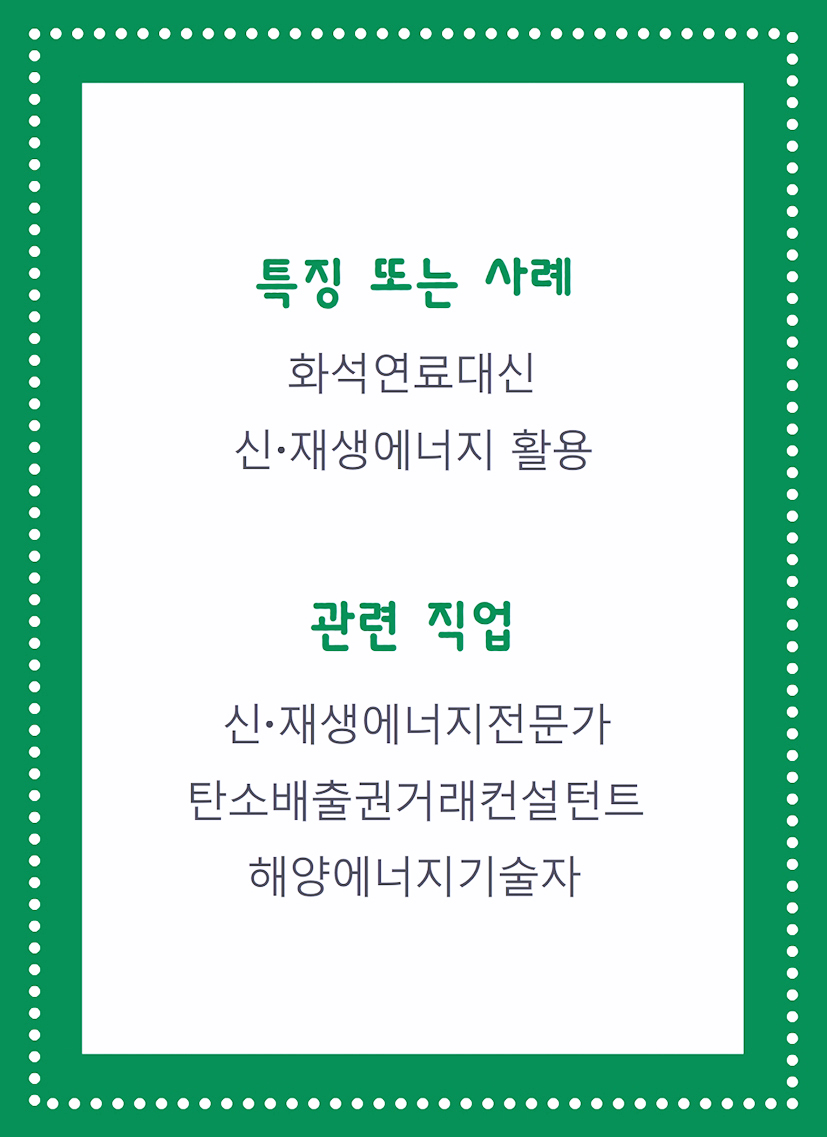 특징 또는 사례
화석연료대신
신·재생에너지 활용
관련 직업
신·재생에너지전문가
탄소배출권거래컨설턴트
해양에너지기술자